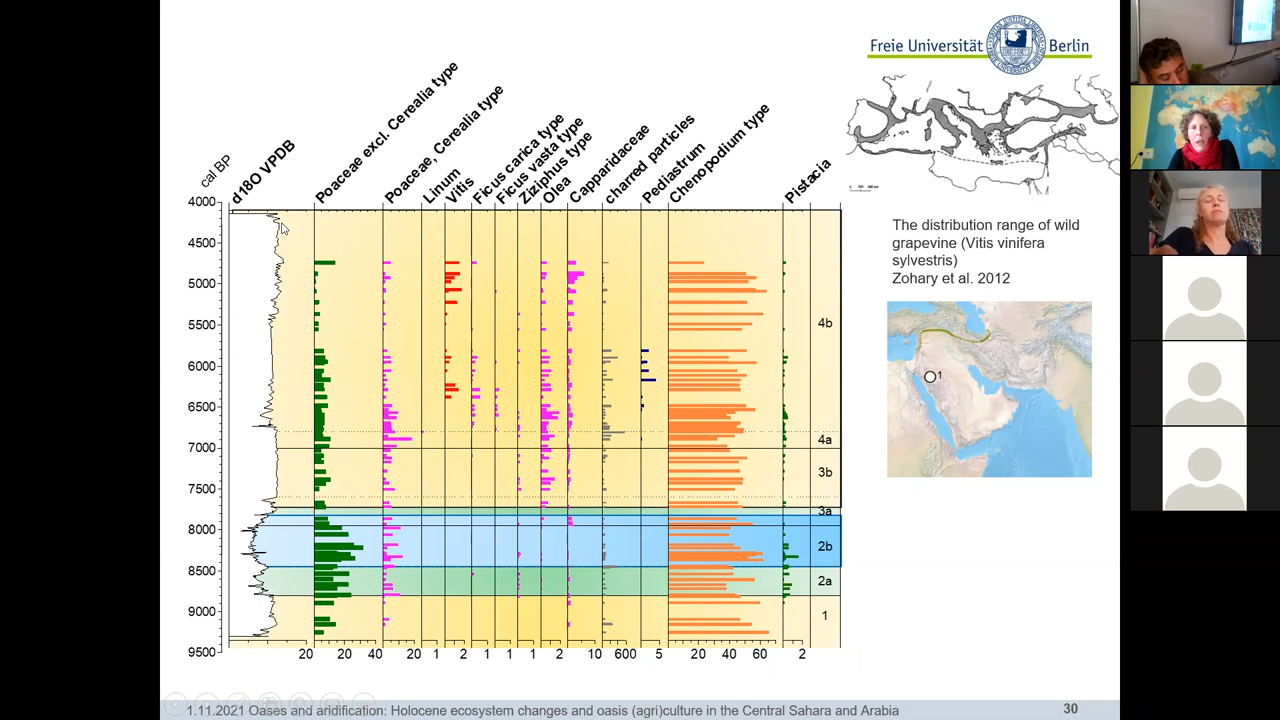 Freie Universität Berlin
cal BP
d18O VPDB
Poaceae excl. Cerealia type
Poaceae, Cerealia type
Linum
Vitis
Ficus carica type
Ficus vasta type
Ziziphus type
Olea
Capparidaceae
charred particles
Pediastrum
Chenopodium type
Pistacia
4000
4500
5000
5500
6000
6500
7000
7500
8000
8500
9000
9500
4b
4a
3b
3a
2b
2a
1
20 20 40 20 1 2 1 1 1 2 10 600 5 20 40 60 2
The distribution range of wild
grapevine (Vitis vinifera
sylvestris)
Zohary et al. 2012
1
1.11.2021 Oases and aridification: Holocene ecosystem changes and oasis (agri)culture in the Central Sahara and Arabia
30